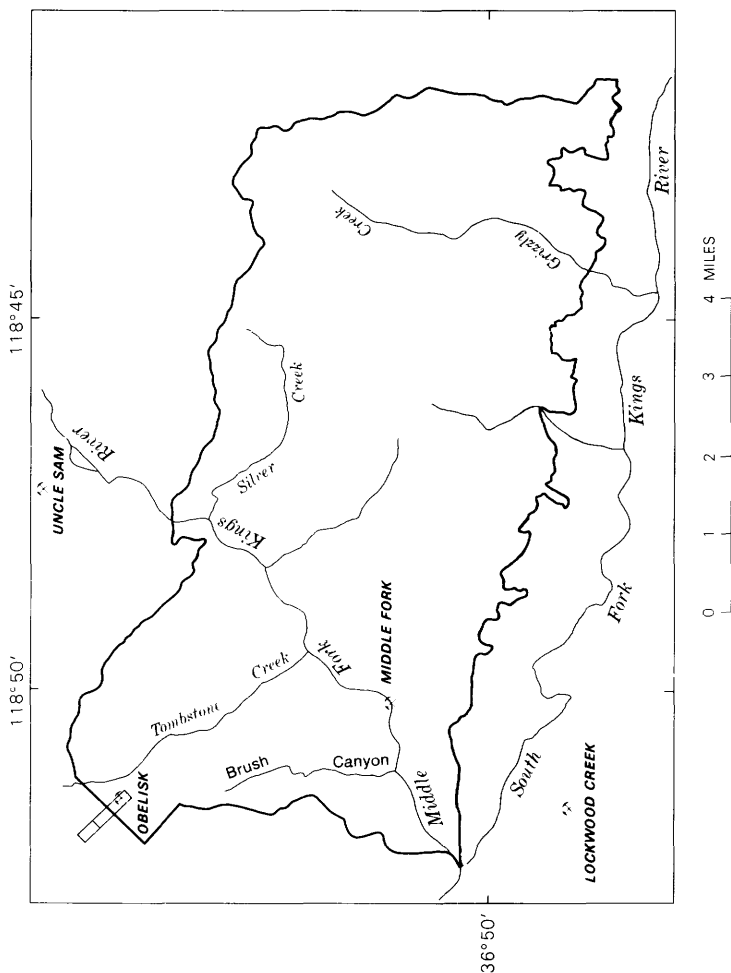 118°50'
118°45'
UNCLE SAM
River
OBELISK
Tombstone
Creek
Kings
Silver
Creek
Creek
Grizzly
Brush
Canyon
Fork
MIDDLE FORK
Middle
36°50'
South
Fork
Kings
River
LOCKWOOD CREEK
0 1 2 3 4 MILES